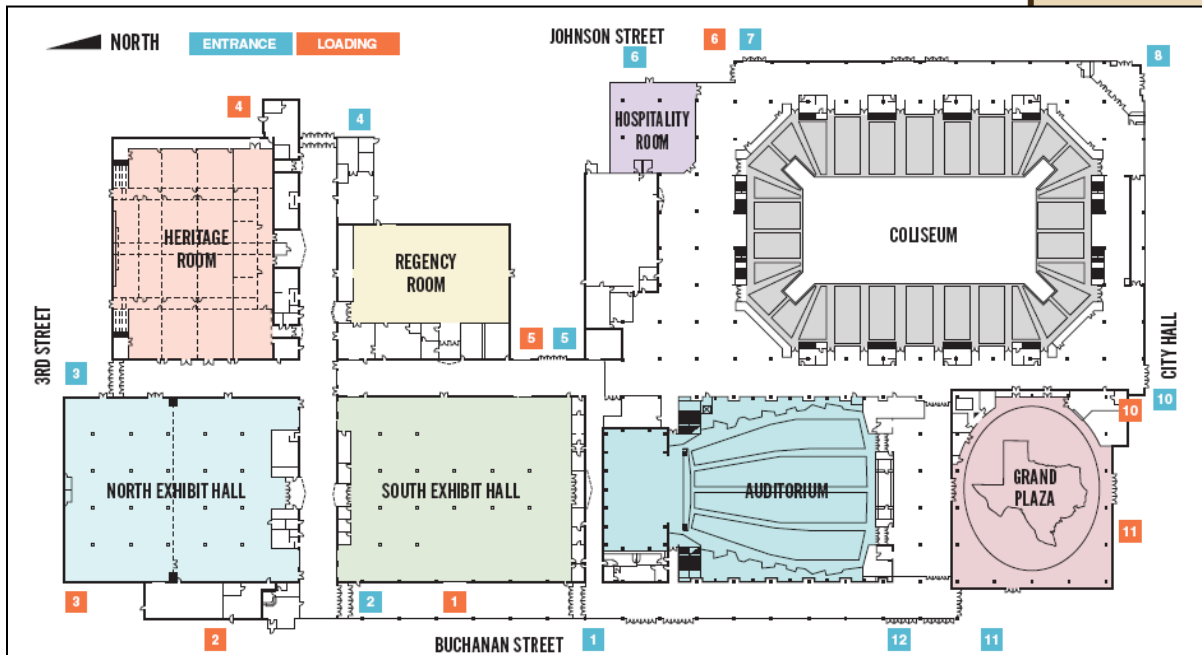 NORTH
ENTRANCE
LOADING
JOHNSON STREET
6
7
6
8
4
4
HOSPITALITY
ROOM
HERITAGE
ROOM
REGENCY
ROOM
COLISEUM
5
5
3RD STREET
3
CITY HALL
10
10
NORTH EXHIBIT HALL
SOUTH EXHIBIT HALL
AUDITORIUM
GRAND
PLAZA
11
3
2
1
2
BUCHANAN STREET
1
12
11